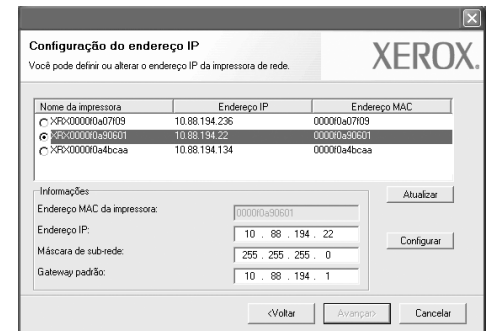 Configuração do endereço IP
Você pode definir ou alterar o endereço IP da impressora de rede.
XEROX.
Nome da impressora Endereço IP Endereço MAC
XRX0000f0a07f09 10.88.194.236 0000f0a07f09
XRX0000f0a90601 10.88.194.22 0000f0a90601
XRX0000f0a4bcaa 10.88.194.134 0000f0a4bcaa
Informações
Atualizar
Endereço MAC da impressora: 0000f0a90601
Endereço IP: 10 . 88 . 194 . 22
Configurar
Máscara de sub-rede: 255 . 255 . 255 . 0
Gateway padrão: 10 . 88 . 194 . 1
<Voltar Avançar> Cancelar